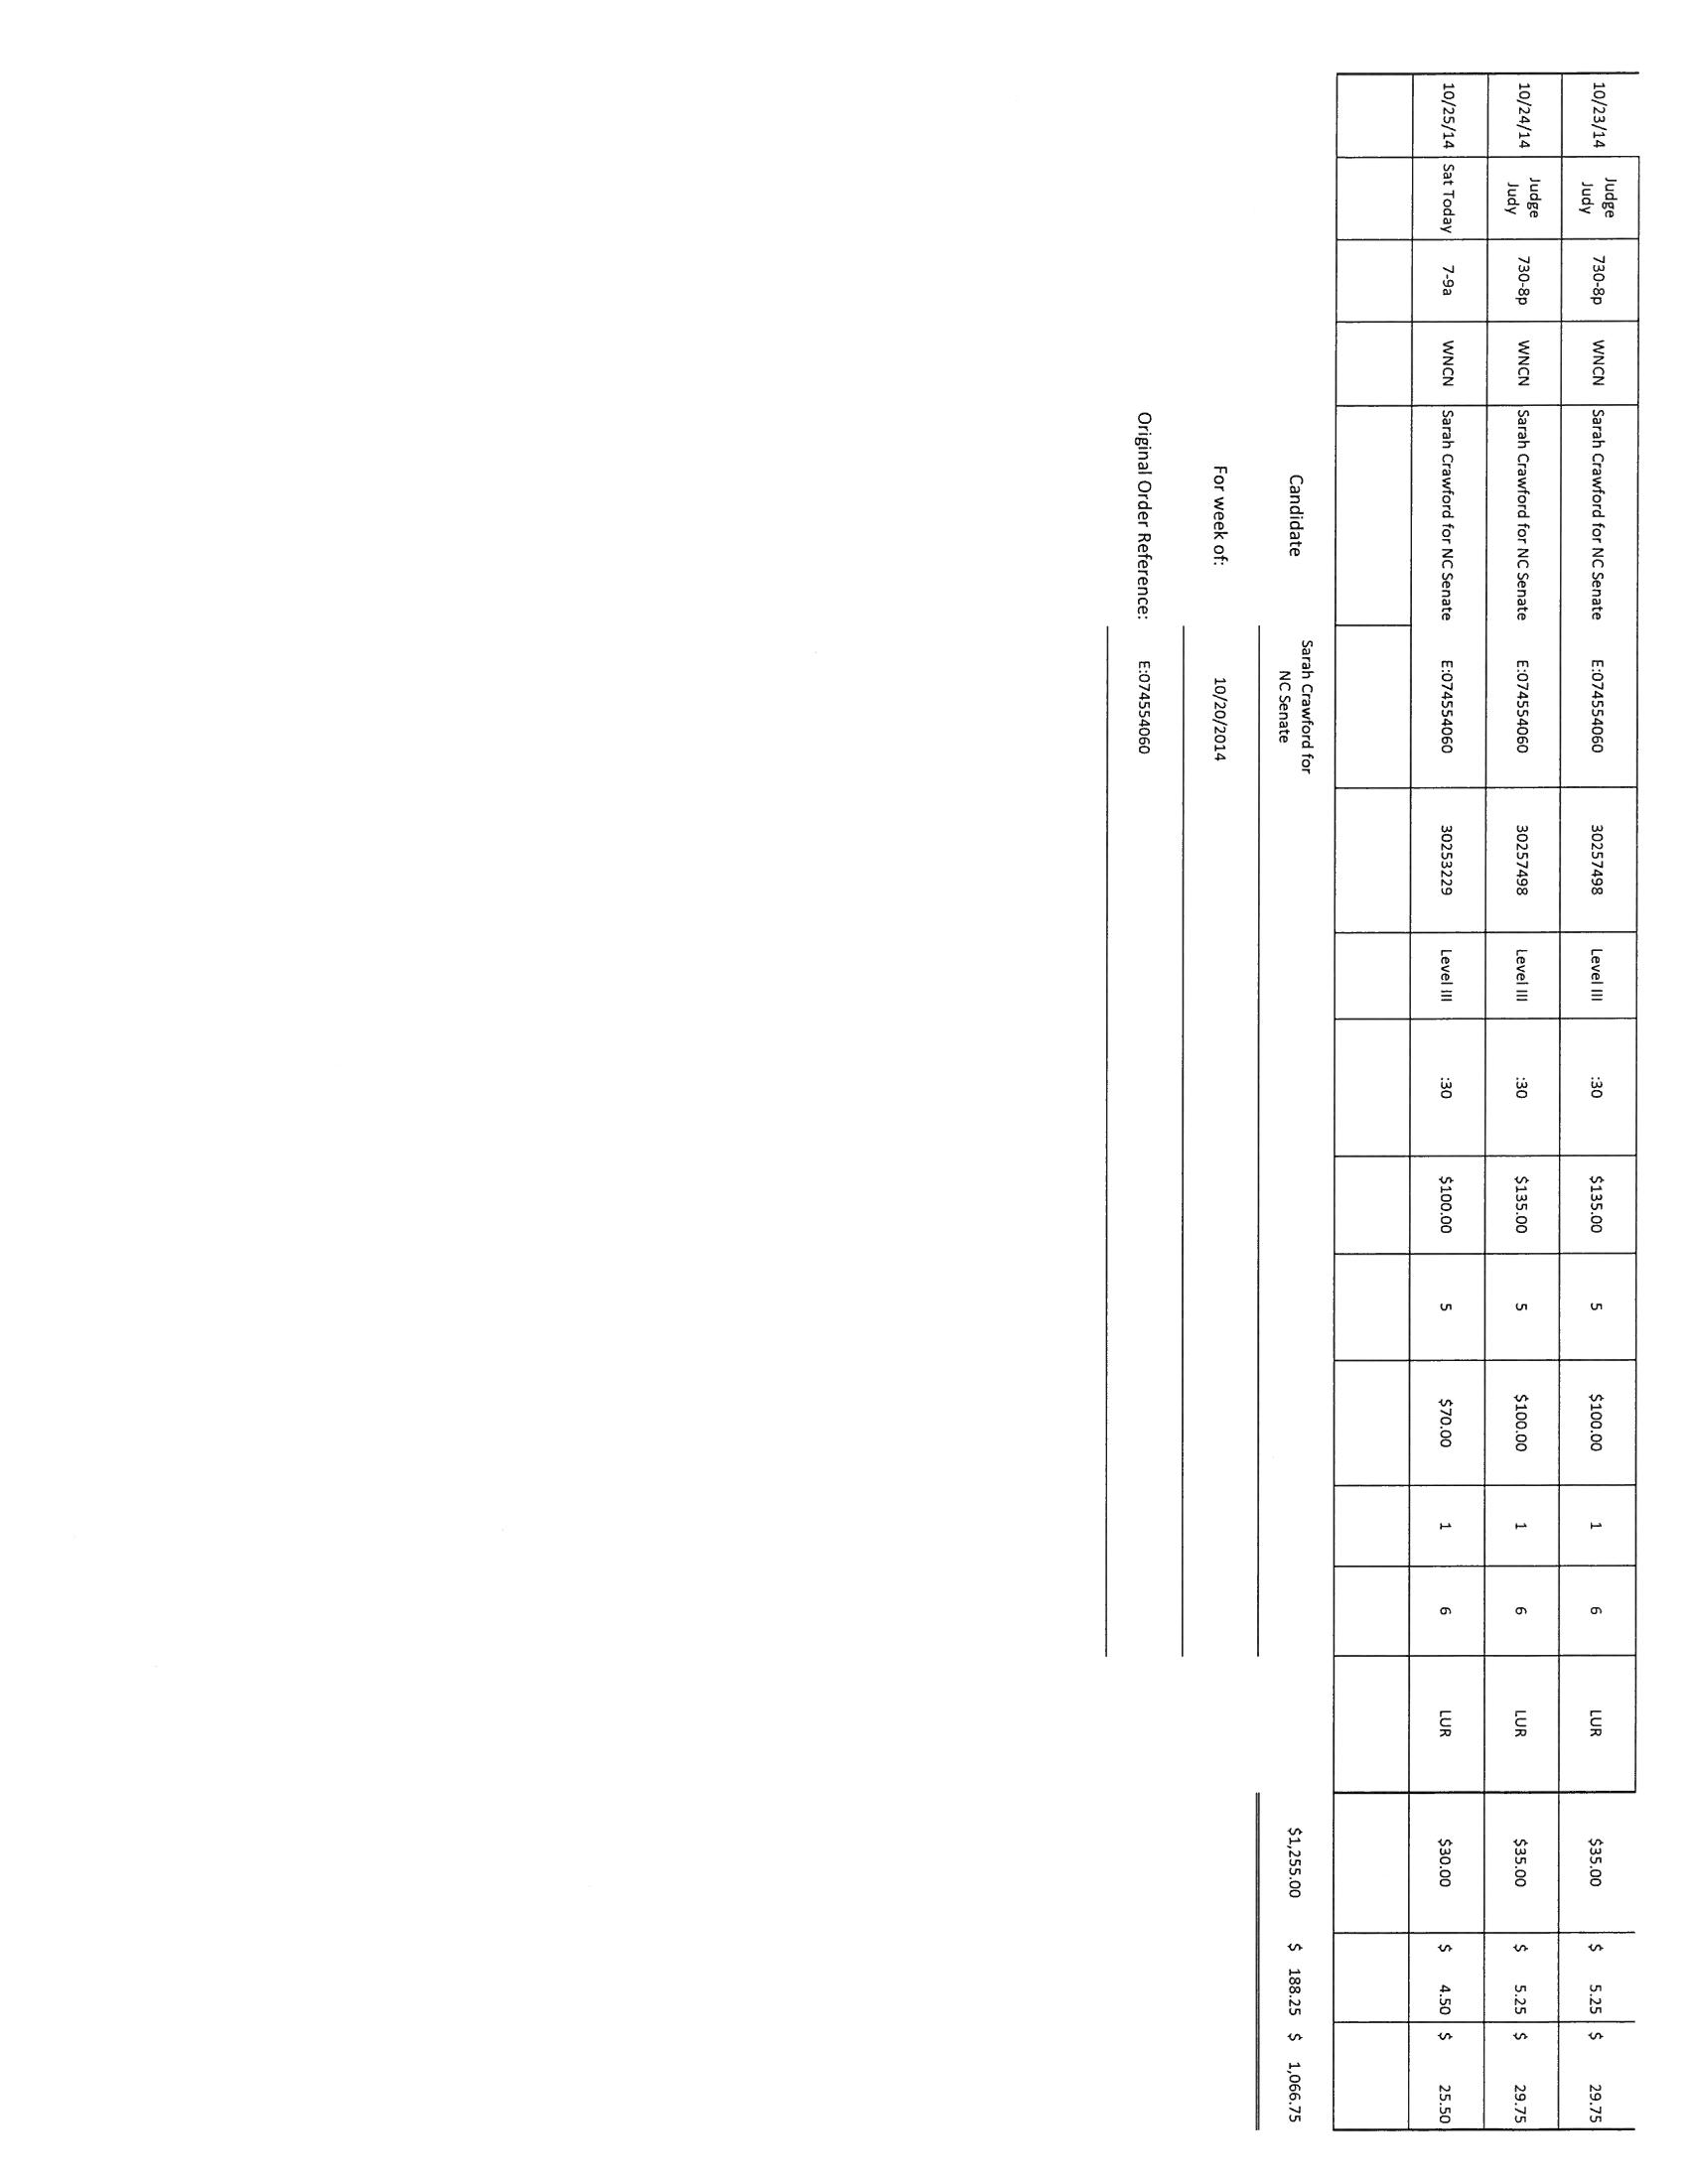 10/23/14 Judge Judy 730-8p WNCN Sarah Crawford for NC Senate E:074554060 30257498 Level III :30 $135.00 5 $100.00 1 6 LUR $35.00 $ 5.25 $ 29.75
10/24/14 Judge Judy 730-8p WNCN Sarah Crawford for NC Senate E:074554060 30257498 Level III :30 $135.00 5 $100.00 1 6 LUR $35.00 $ 5.25 $ 29.75
10/25/14 Sat Today 7-9a WNCN Sarah Crawford for NC Senate E:074554060 30253229 Level III :30 $100.00 5 $70.00 1 6 LUR $30.00 $ 4.50 $ 25.50
Candidate Sarah Crawford for NC Senate $1,255.00 $ 188.25 $ 1,066.75
For week of: 10/20/2014
Original Order Reference: E:074554060